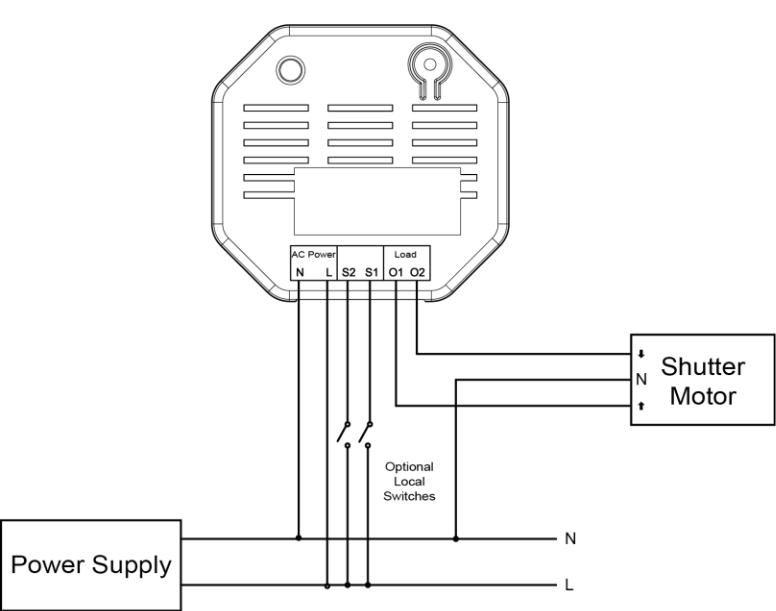 AC Power Load
N L S2 S1 O1 O2
Shutter
Motor
N
Optional
Local
Switches
Power Supply
N
L